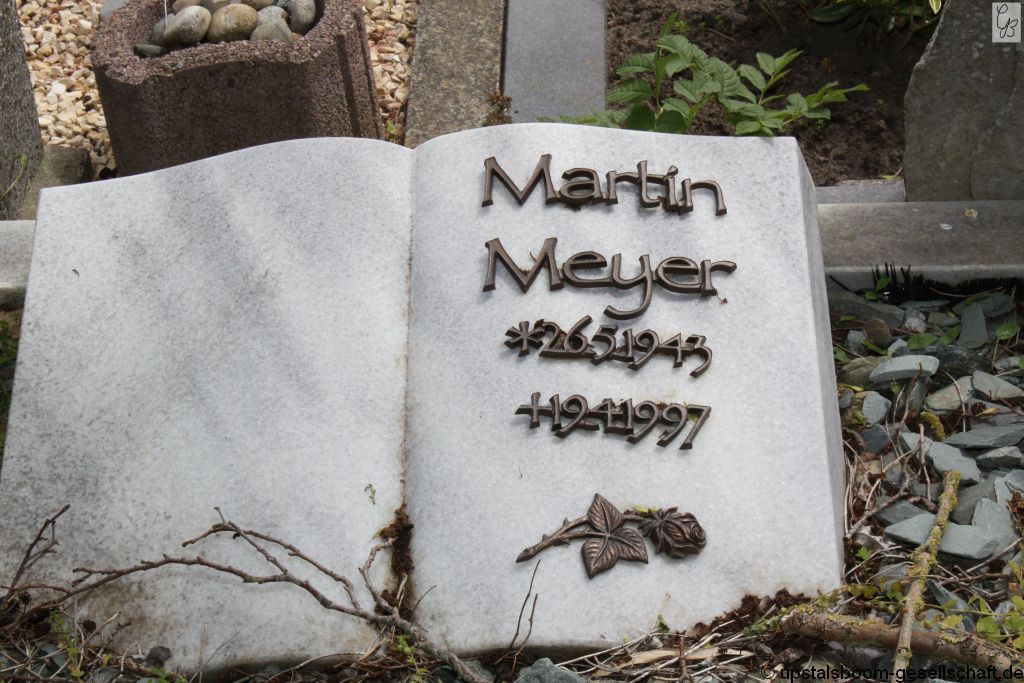 Martin
Meyer
*26.5.1943
+19.4.1997
© upstalsboom-gesellschaft.de